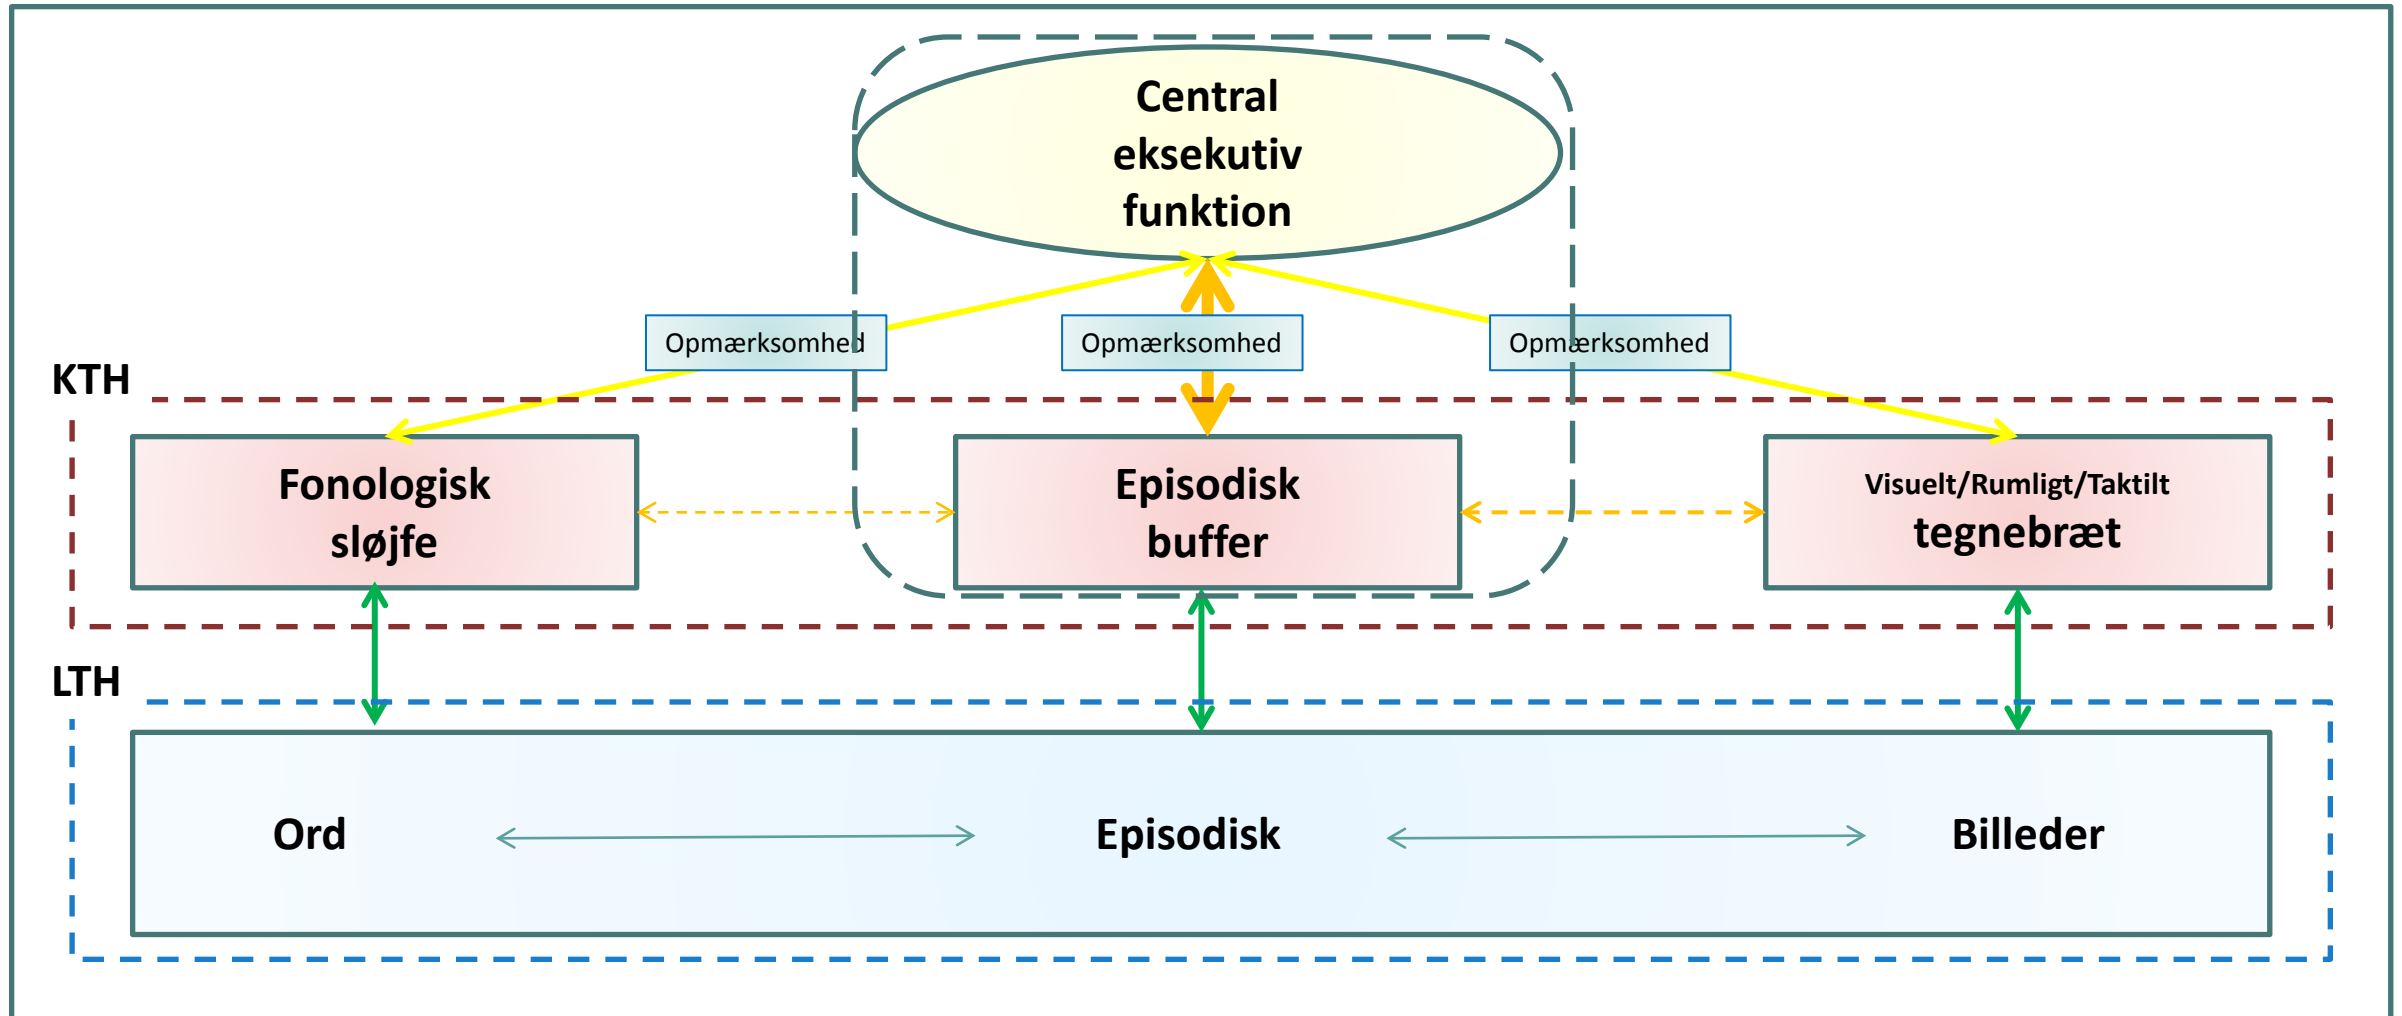 Central
eksekutiv
funktion
Opmærksomhed
Opmærksomhed
Opmærksomhed
KTH
Fonologisk
sløjfe
Episodisk
buffer
Visuelt/Rumligt/Taktilt
tegnebræt
LTH
Ord
Episodisk
Billeder